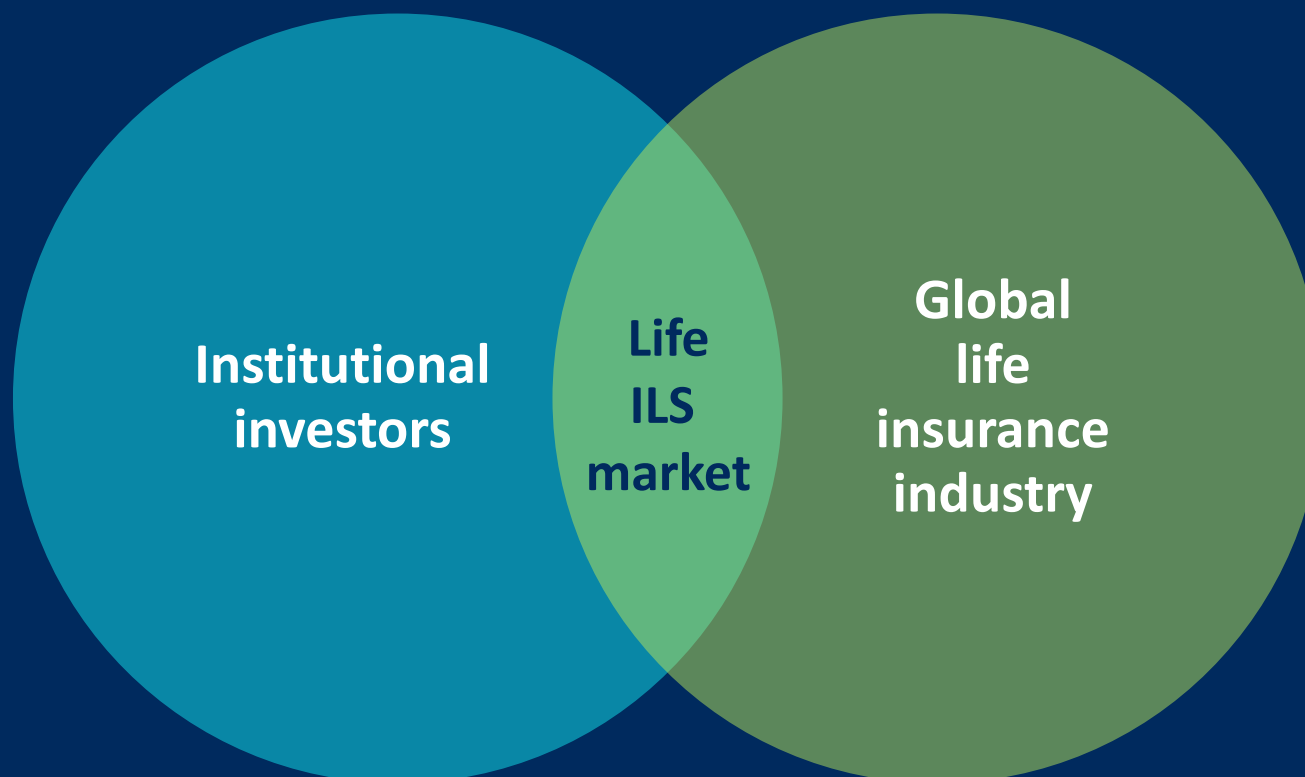 Institutional
investors
Life
ILS
market
Global
life
insurance
industry